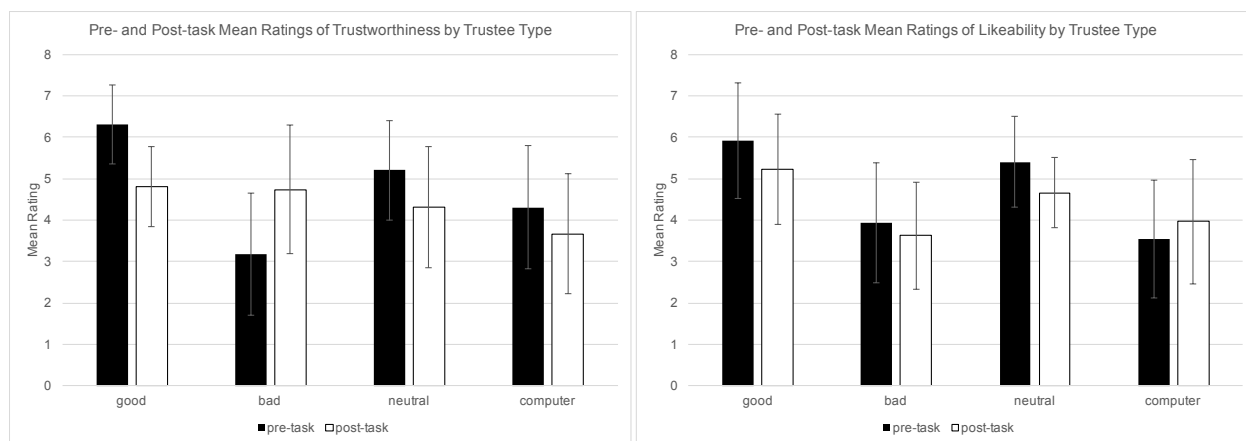 Pre- and Post-task Mean Ratings of Trustworthiness by Trustee Type
8
7
6
5
4
3
2
1
0
Mean Rating
good bad neutral computer
pre-task post-task
Pre- and Post-task Mean Ratings of Likeability by Trustee Type
8
7
6
5
4
3
2
1
0
Mean Rating
good bad neutral computer
pre-task post-task